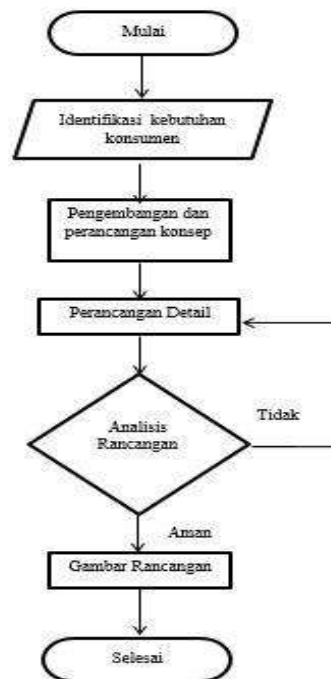 Mulai
Identifikasi kebutuhan
konsumen
Pengembangan dan
perancangan konsep
Perancangan Detail
Analisis
Rancangan
Tidak
Aman
Gambar Rancangan
Selesai